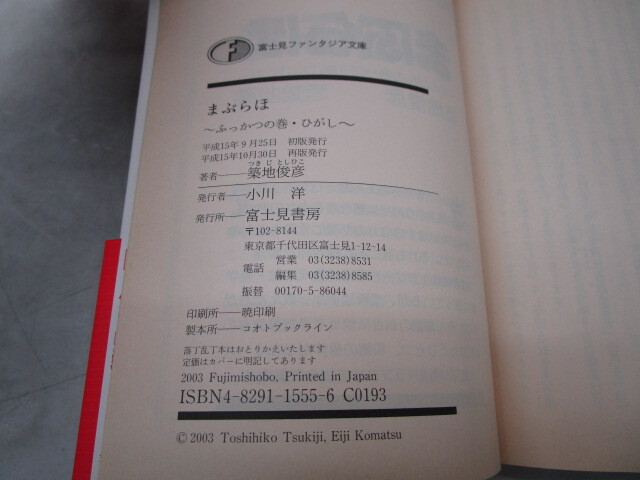 富士見ファンタジア文庫
まぶらほ
～ふっかつの巻・ひがし～
平成15年9月25日 初版発行
平成15年10月30日 再版発行
つきじとしひこ
著者――築地俊彦
発行者――小川 洋
発行所――富士見書房
〒102-8144
東京都千代田区富士見1-12-14
電話 営業 03(3238)8531
編集 03(3238)8585
振替 00170-5-86044
印刷所――暁印刷
製本所――コオトブックライン
落丁乱丁本はおとりかえいたします
定価はカバーに明記してあります
2003 Fujimishobo, Printed in Japan
ISBN4-8291-1555-6 C0193
©2003 Toshihiko Tsukiji, Eiji Komatsu